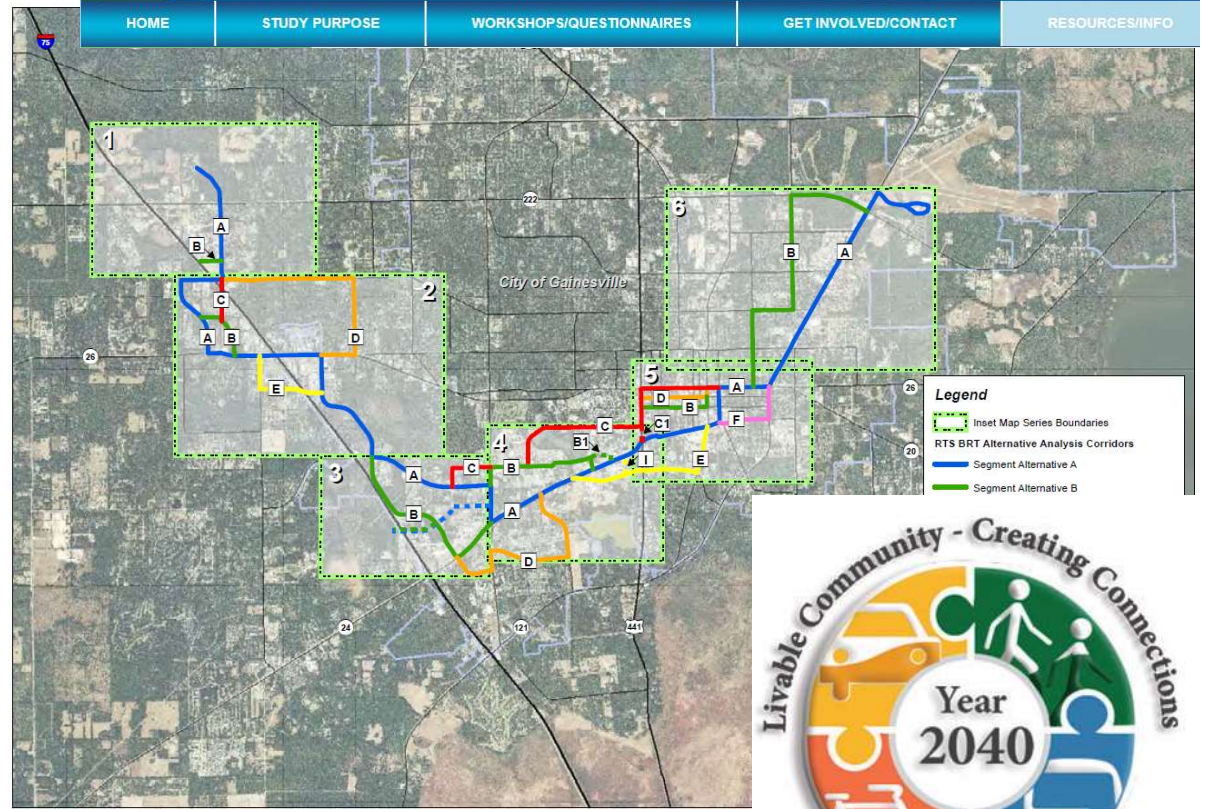 HOME STUDY PURPOSE WORKSHOPS/QUESTIONNAIRES GET INVOLVED/CONTACT RESOURCES/INFO
75
1
A
B
222
6
B
A
City of Gainesville
2
C
A
B
D
26
E
5
A
D
B
F
C
C1
26
B1
I
E
20
4
3
A
C
B
B
A
D
24
121
441
Legend
Inset Map Series Boundaries
RTS BRT Alternative Analysis Corridors
Segment Alternative A
Segment Alternative B
Livable Community - Creating Connections
Year
2040